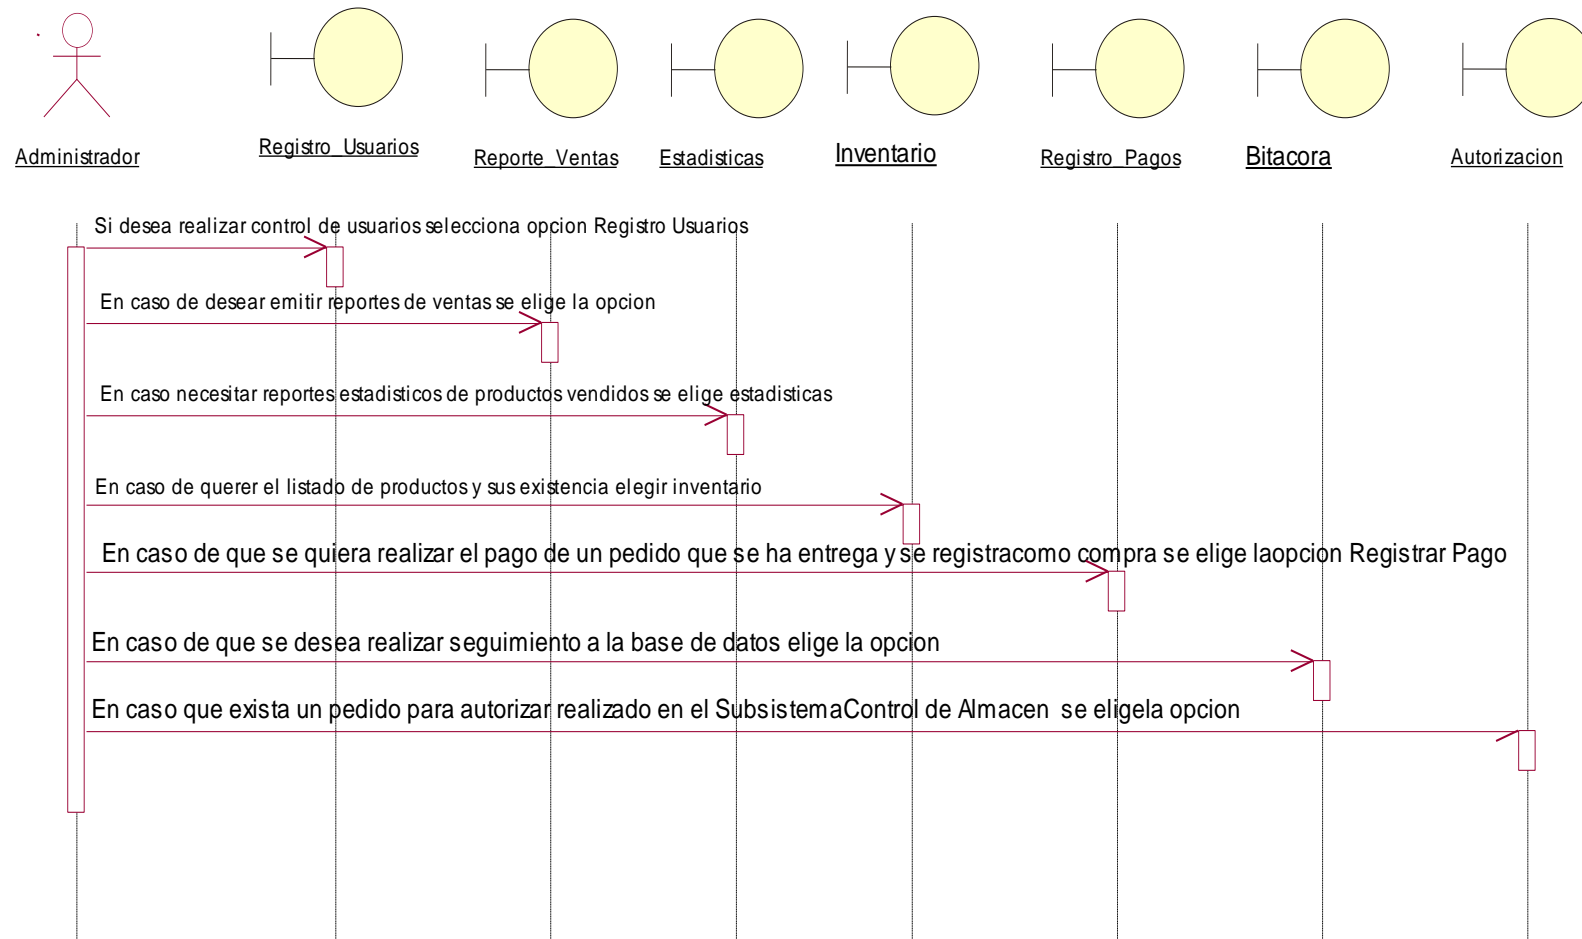 Administrador
Registro_Usuarios
Reporte_Ventas
Estadisticas
Inventario
Registro_Pagos
Bitacora
Autorizacion
Si desea realizar control de usuarios selecciona opcion Registro Usuarios
En caso de desear emitir reportes de ventas se elige la opcion
En caso necesitar reportes estadisticos de productos vendidos se elige estadisticas
En caso de querer el listado de productos y sus existencia elegir inventario
En caso de que se quiera realizar el pago de un pedido que se ha entrega y se registracomo compra se elige laopcion Registrar Pago
En caso de que se desea realizar seguimiento a la base de datos elige la opcion
En caso que exista un pedido para autorizar realizado en el SubsistemaControl de Almacen se eligela opcion